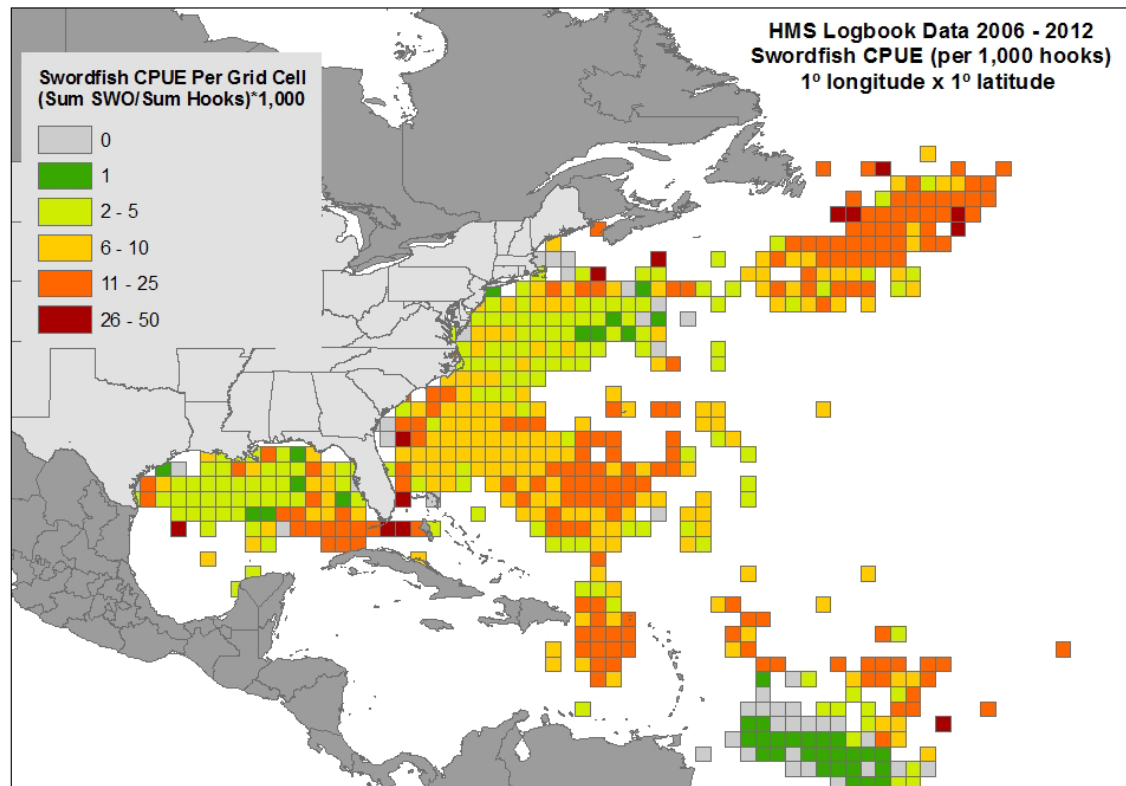 HMS Logbook Data 2006 - 2012
Swordfish CPUE (per 1,000 hooks)
1º longitude x 1º latitude
Swordfish CPUE Per Grid Cell
(Sum SWO/Sum Hooks)*1,000
0
1
2 - 5
6 - 10
11 - 25
26 - 50